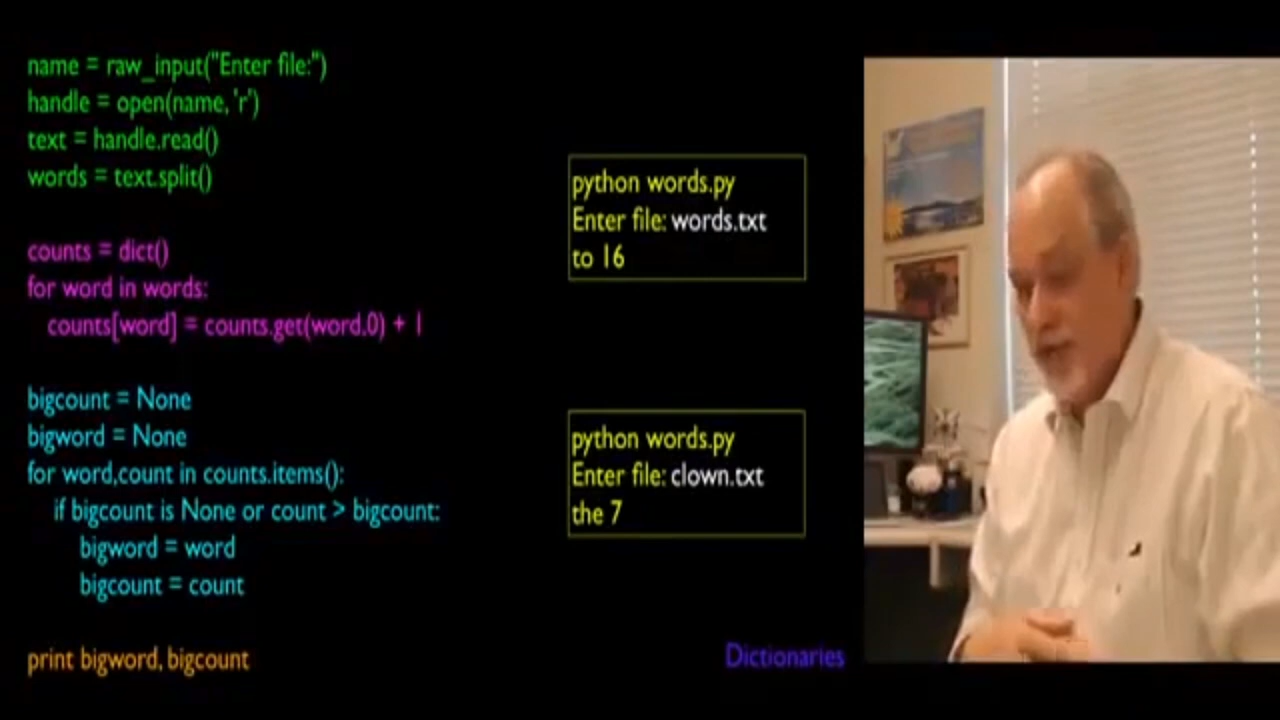 name = raw_input("Enter file:")
handle = open(name, 'r')
text = handle.read()
words = text.split()
counts = dict()
for word in words:
counts[word] = counts.get(word,0) + 1
bigcount = None
bigword = None
for word,count in counts.items():
if bigcount is None or count > bigcount:
bigword = word
bigcount = count
print bigword, bigcount
python words.py
Enter file: words.txt
to 16
python words.py
Enter file: clown.txt
the 7
Dictionaries